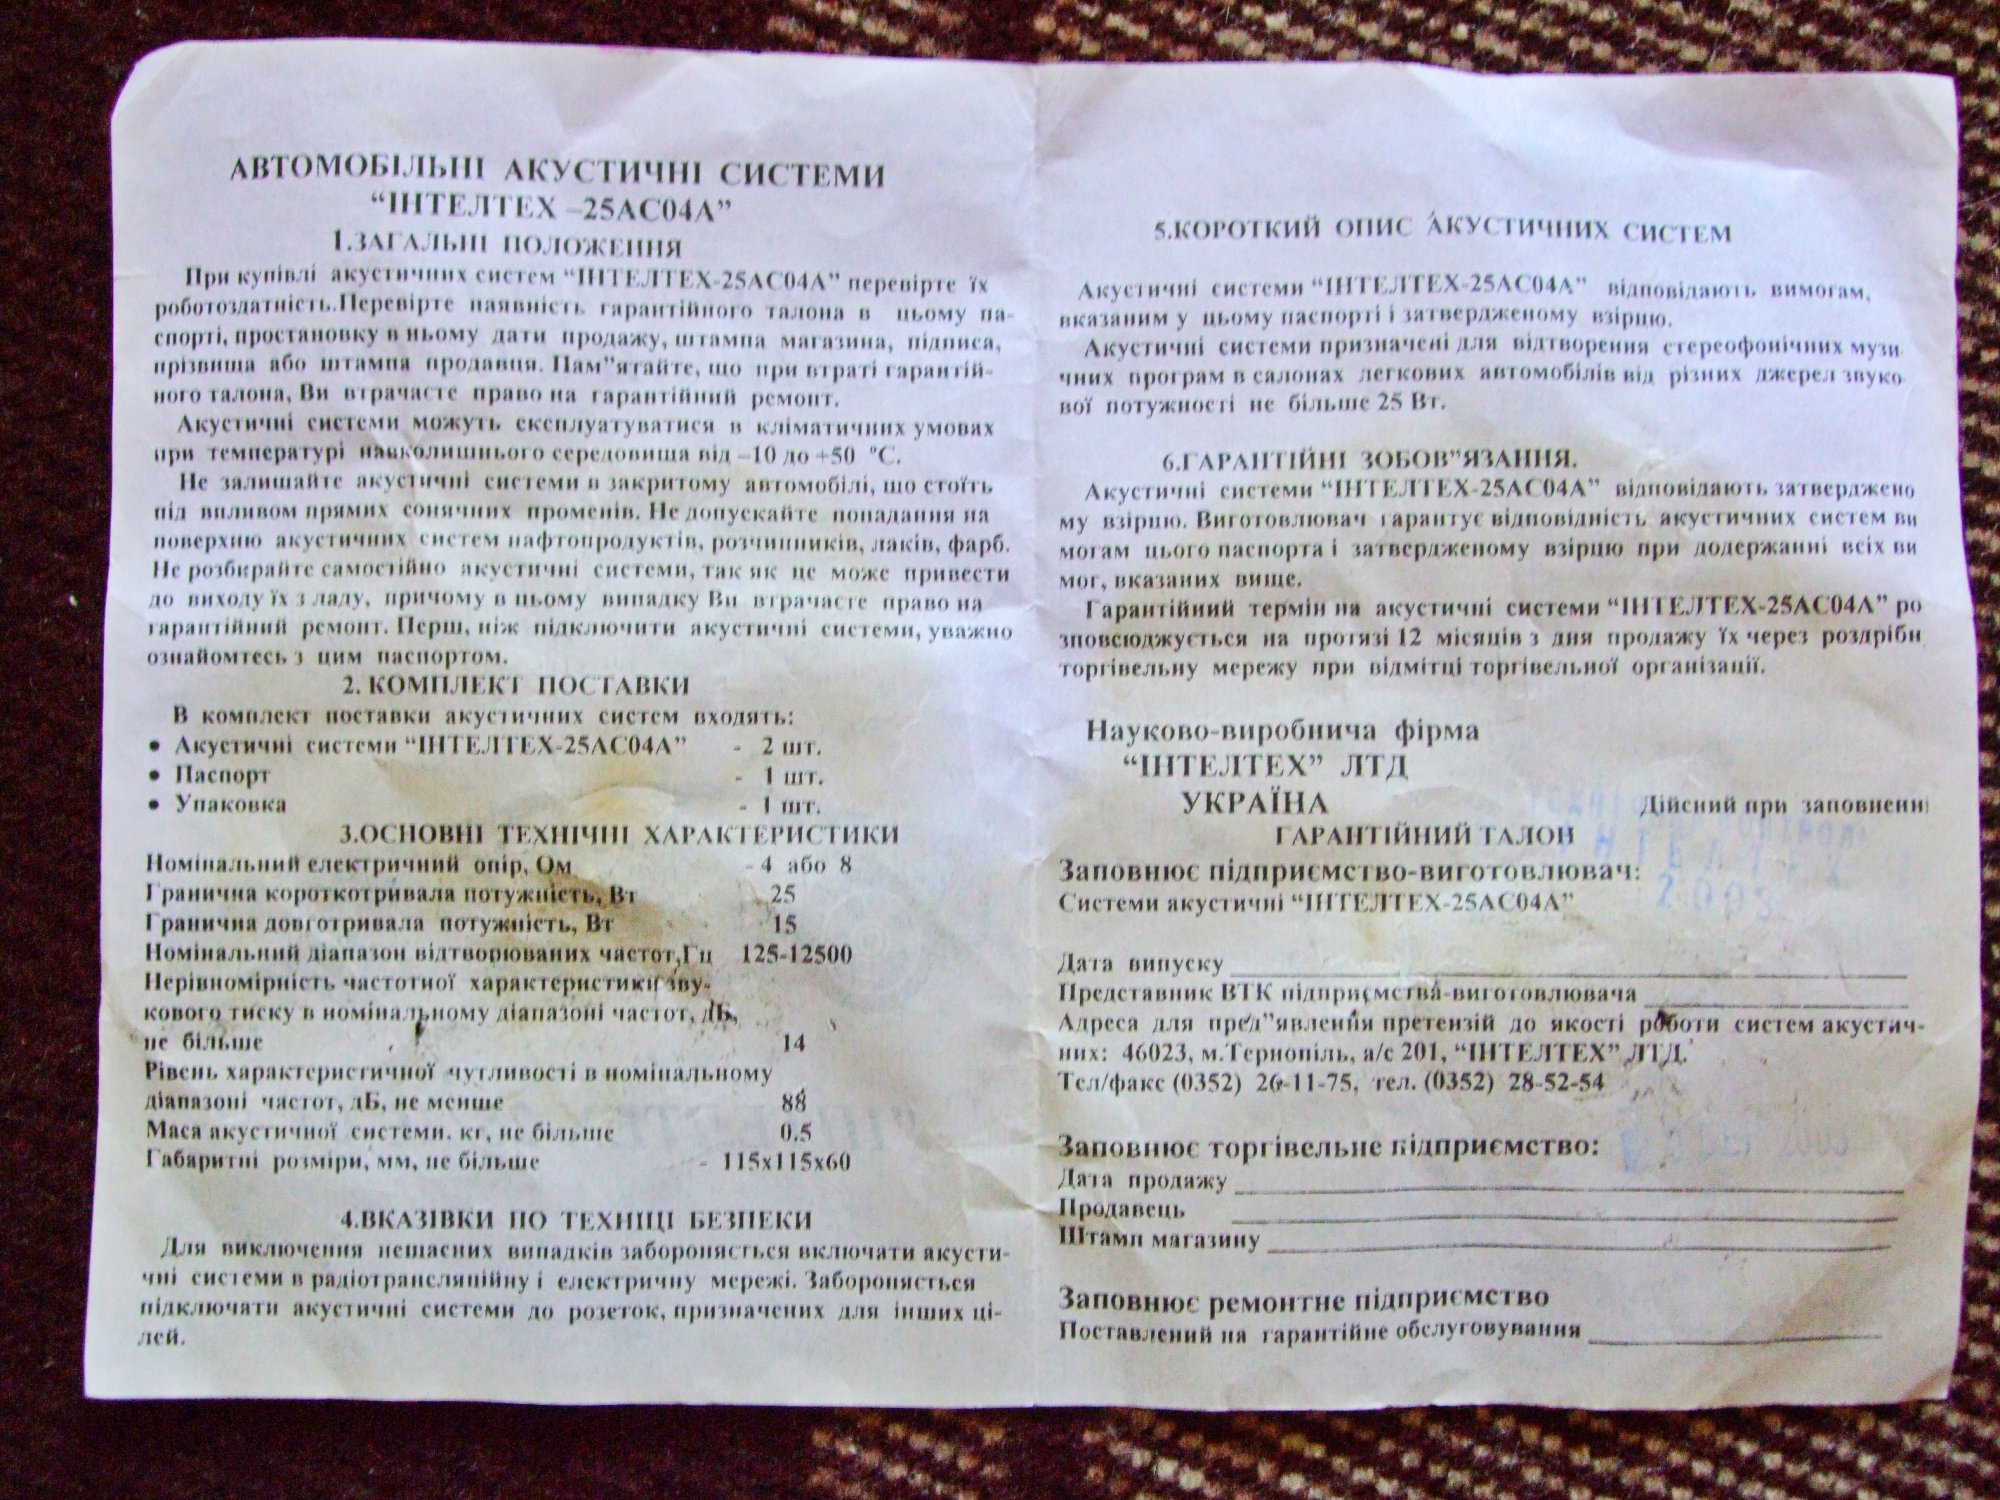 АВТОМОБІЛЬНІ АКУСТИЧНІ СИСТЕМИ
“ІНТЕЛТЕХ –25АС04А”
1.ЗАГАЛЬНІ ПОЛОЖЕННЯ
При купівлі акустичних систем “ІНТЕЛТЕХ-25АС04А” перевірте їх
роботоздатність.Перевірте наявність гарантійного талона в цьому па-
спорті, простановку в ньому дати продажу, штампа магазина, підписа,
прізвища або штампа продавця. Пам”ятайте, що при втраті гарантій-
ного талона, Ви втрачаєте право на гарантійний ремонт.
Акустичні системи можуть експлуатуватися в кліматичних умовах
при температурі навколишнього середовища від –10 до +50 °С.
Не залишайте акустичні системи в закритому автомобілі, що стоїть
під впливом прямих сонячних променів. Не допускайте попадання на
поверхню акустичних систем нафтопродуктів, розчинників, лаків, фарб.
Не розбирайте самостійно акустичні системи, так як це може привести
до виходу їх з ладу, причому в цьому випадку Ви втрачаєте право на
гарантійний ремонт. Перш, ніж підключити акустичні системи, уважно
ознайомтесь з цим паспортом.
2. КОМПЛЕКТ ПОСТАВКИ
В комплект поставки акустичних систем входять:
• Акустичні системи “ІНТЕЛТЕХ-25АС04А” - 2 шт.
• Паспорт - 1 шт.
• Упаковка - 1 шт.
3.ОСНОВНІ ТЕХНІЧНІ ХАРАКТЕРИСТИКИ
Номінальний електричний опір, Ом - 4 або 8
Гранична короткотривала потужність, Вт 25
Гранична довготривала потужність, Вт 15
Номінальний діапазон відтворюваних частот,Гц 125-12500
Нерівномірність частотної характеристики зву-
кового тиску в номінальному діапазоні частот, дБ,
не більше 14
Рівень характеристичної чутливості в номінальному
діапазоні частот, дБ, не менше 88
Маса акустичної системи. кг, не більше 0.5
Габаритні розміри, мм, не більше - 115х115х60
4.ВКАЗІВКИ ПО ТЕХНІЦІ БЕЗПЕКИ
Для виключення нещасних випадків забороняється включати акусти-
чні системи в радіотрансляційну і електричну мережі. Забороняється
підключати акустичні системи до розеток, призначених для інших ці-
лей.
5.КОРОТКИЙ ОПИС АКУСТИЧНИХ СИСТЕМ
Акустичні системи “ІНТЕЛТЕХ-25АС04А” відповідають вимогам,
вказаним у цьому паспорті і затвердженому взірцю.
Акустичні системи призначені для відтворення стереофонічних музи
чних програм в салонах легкових автомобілів від різних джерел звуко
вої потужності не більше 25 Вт.
6.ГАРАНТІЙНІ ЗОБОВ”ЯЗАННЯ.
Акустичні системи “ІНТЕЛТЕХ-25АС04А” відповідають затверджено
му взірцю. Виготовлювач гарантує відповідність акустичних систем ви
могам цього паспорта і затвердженому взірцю при додержанні всіх ви
мог, вказаних вище.
Гарантійний термін на акустичні системи “ІНТЕЛТЕХ-25АС04А” ро
зповсюджується на протязі 12 місяців з дня продажу їх через роздрібн
торгівельну мережу при відмітці торгівельної організації.
Науково-виробнича фірма
“ІНТЕЛТЕХ” ЛТД
УКРАЇНА Дійсний при заповненні
ГАРАНТІЙНИЙ ТАЛОН
ІНТЕЛТЕХ
2003
Заповнює підприємство-виготовлювач:
Системи акустичні “ІНТЕЛТЕХ-25АС04А”
Дата випуску
Представник ВТК підприємства-виготовлювача
Адреса для пред”явлення претензій до якості роботи систем акустич-
них: 46023, м.Тернопіль, а/с 201, “ІНТЕЛТЕХ” ЛТД.
Тел/факс (0352) 26-11-75, тел. (0352) 28-52-54
Заповнює торгівельне підприємство:
Дата продажу
Продавець
Штамп магазину
Заповнює ремонтне підприємство
Поставлений на гарантійне обслуговування